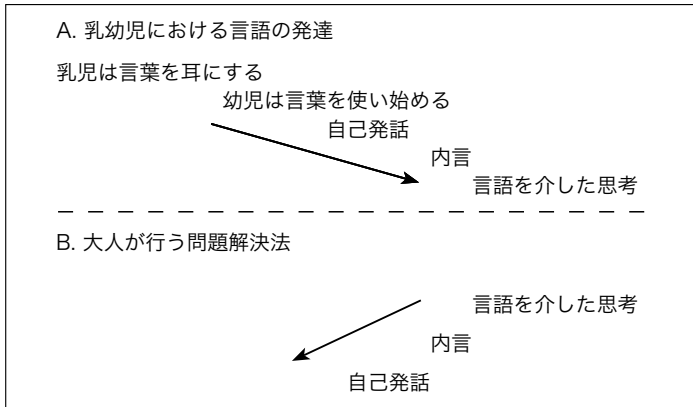 A. 乳幼児における言語の発達
乳児は言葉を耳にする
幼児は言葉を使い始める
自己発話
内言
言語を介した思考
B. 大人が行う問題解決法
言語を介した思考
内言
自己発話